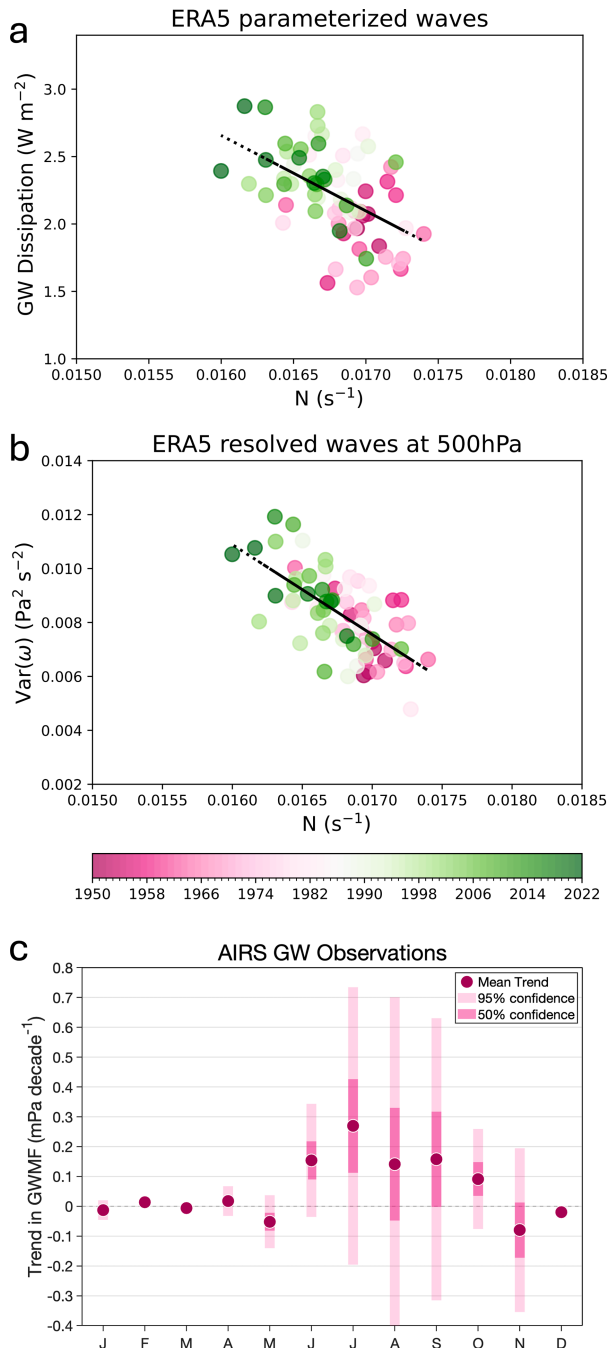 a
ERA5 parameterized waves
GW Dissipation (W m−2)
3.0
2.5
2.0
1.5
1.0
0.0150 0.0155 0.0160 0.0165 0.0170 0.0175 0.0180 0.0185
N (s−1)
b
ERA5 resolved waves at 500hPa
Var(ω) (Pa2 s−2)
0.014
0.012
0.010
0.008
0.006
0.004
0.002
0.0150 0.0155 0.0160 0.0165 0.0170 0.0175 0.0180 0.0185
N (s−1)
1950 1958 1966 1974 1982 1990 1998 2006 2014 2022
c
AIRS GW Observations
Trend in GWMF (mPa decade-1)
0.8
0.7
0.6
0.5
0.4
0.3
0.2
0.1
0
-0.1
-0.2
-0.3
-0.4
Mean Trend
95% confidence
50% confidence
J F M A M J J A S O N D